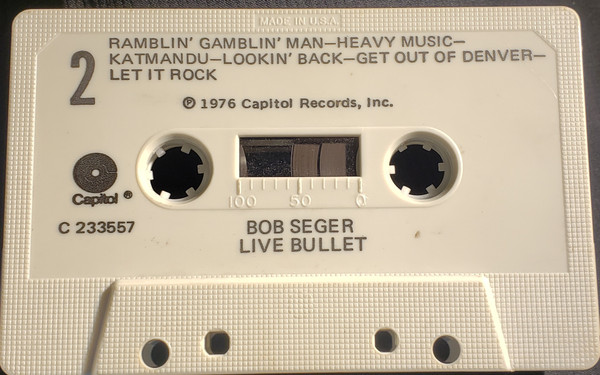 MADE IN U.S.A.
2
RAMBLIN' GAMBLIN' MAN—HEAVY MUSIC—
KATMANDU—LOOKIN' BACK—GET OUT OF DENVER—
LET IT ROCK
℗ 1976 Capitol Records, Inc.
Capitol ®
100 50 0
C 233557
BOB SEGER
LIVE BULLET